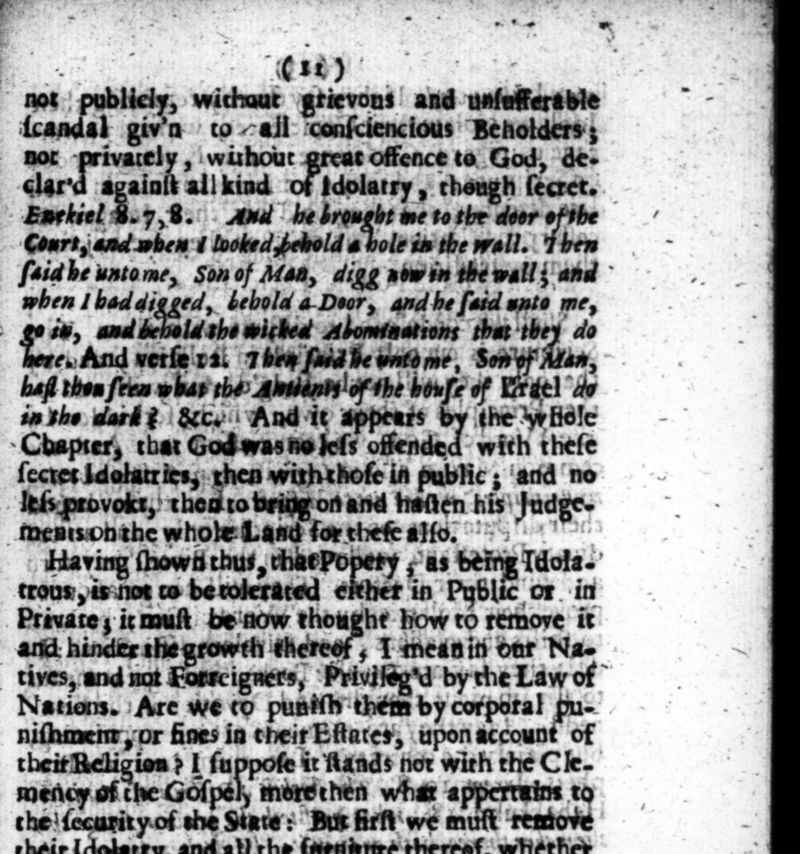 (11)
not publicly, without grievous and unſufferable
ſcandal giv'n to all conſciencious Beholders;
not privately, without great offence to God, de-
clar'd againſt all kind of Idolatry, though ſecret.
Ezekiel 8. 7, 8. And he brought me to the door of the
Court, and when I looked, behold a hole in the wall. Then
ſaid he unto me, Son of Man, digg now in the wall; and
when I had digged, behold a Door, and he ſaid unto me,
go in, and behold the wicked Abominations that they do
here. And verſe 12. Then ſaid he unto me, Son of Man,
haſt thou ſeen what the Antients of the houſe of Iſrael do
in the dark? &c. And it appears by the whole
Chapter, that God was no leſs offended with theſe
ſecret Idolatries, then with thoſe in public; and no
leſs provokt, then to bring on and haſten his Judge-
ments on the whole Land for theſe alſo.
Having ſhown thus, that Popery, as being Idola-
trous, is not to be tolerated either in Public or in
Private; it muſt be now thought how to remove it
and hinder the growth thereof, I mean in our Na-
tives, and not Forreigners, Privileg'd by the Law of
Nations. Are we to puniſh them by corporal pu-
niſhment, or fines in their Eſtates, upon account of
their Religion? I ſuppoſe it ſtands not with the Cle-
mency of the Goſpel, more then what appertains to
the ſecurity of the State: But firſt we muſt remove
their Idolatry, and all the furniture thereof, whether